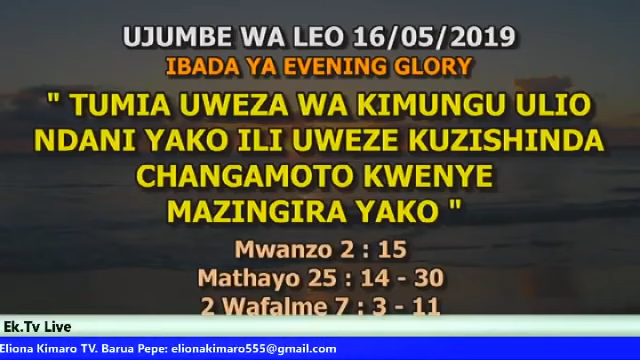 UJUMBE WA LEO 16/05/2019
IBADA YA EVENING GLORY
" TUMIA UWEZA WA KIMUNGU ULIO
NDANI YAKO ILI UWEZE KUZISHINDA
CHANGAMOTO KWENYE
MAZINGIRA YAKO "
Mwanzo 2 : 15
Mathayo 25 : 14 - 30
2 Wafalme 7 : 3 - 11
Ek.Tv Live
Eliona Kimaro TV. Barua Pepe: elionakimaro555@gmail.com